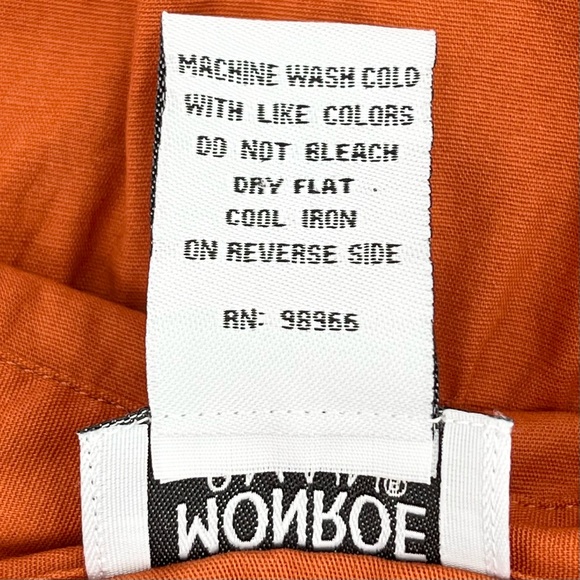 MACHINE WASH COLD
WITH LIKE COLORS
DO NOT BLEACH
DRY FLAT
COOL IRON
ON REVERSE SIDE
RN: 98966
MONROE
®